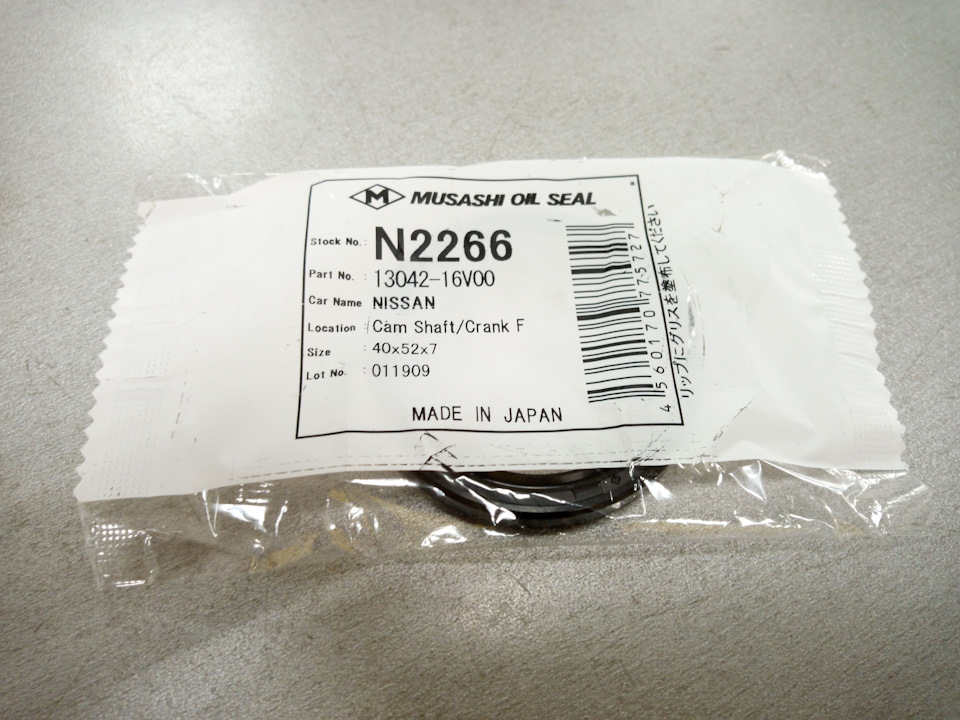 M MUSASHI OIL SEAL
Stock No. : N2266
Part No. : 13042-16V00
Car Name : NISSAN
Location : Cam Shaft/Crank F
Size : 40x52x7
Lot No. : 011909
MADE IN JAPAN
*
4560170775727
リップにグリスを塗布してください